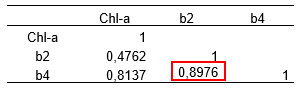 Chl-a b2 b4
Chl-a 1
b2 0,4762 1
b4 0,8137 0,8976 1